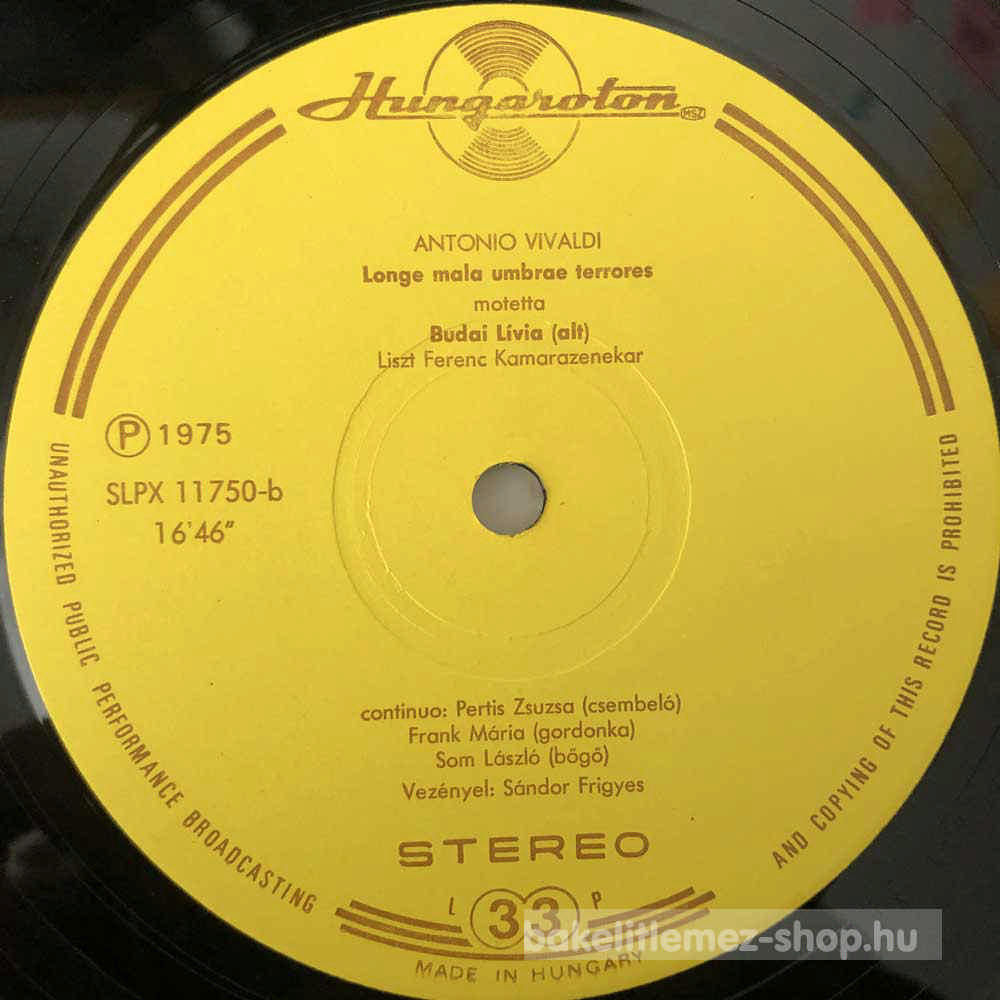 Hungaroton
MSZ
ANTONIO VIVALDI
Longe mala umbrae terrores
motetta
Budai Lívia (alt)
Liszt Ferenc Kamarazenekar
Ⓟ 1975
SLPX 11750-b
16'46"
continuo: Pertis Zsuzsa (csembeló)
Frank Mária (gordonka)
Som László (bőgő)
Vezényel: Sándor Frigyes
STEREO
L 33 P
MADE IN HUNGARY
UNAUTHORIZED PUBLIC PERFORMANCE BROADCASTING
AND COPYING OF THIS RECORD IS PROHIBITED
bakelitlemez-shop.hu